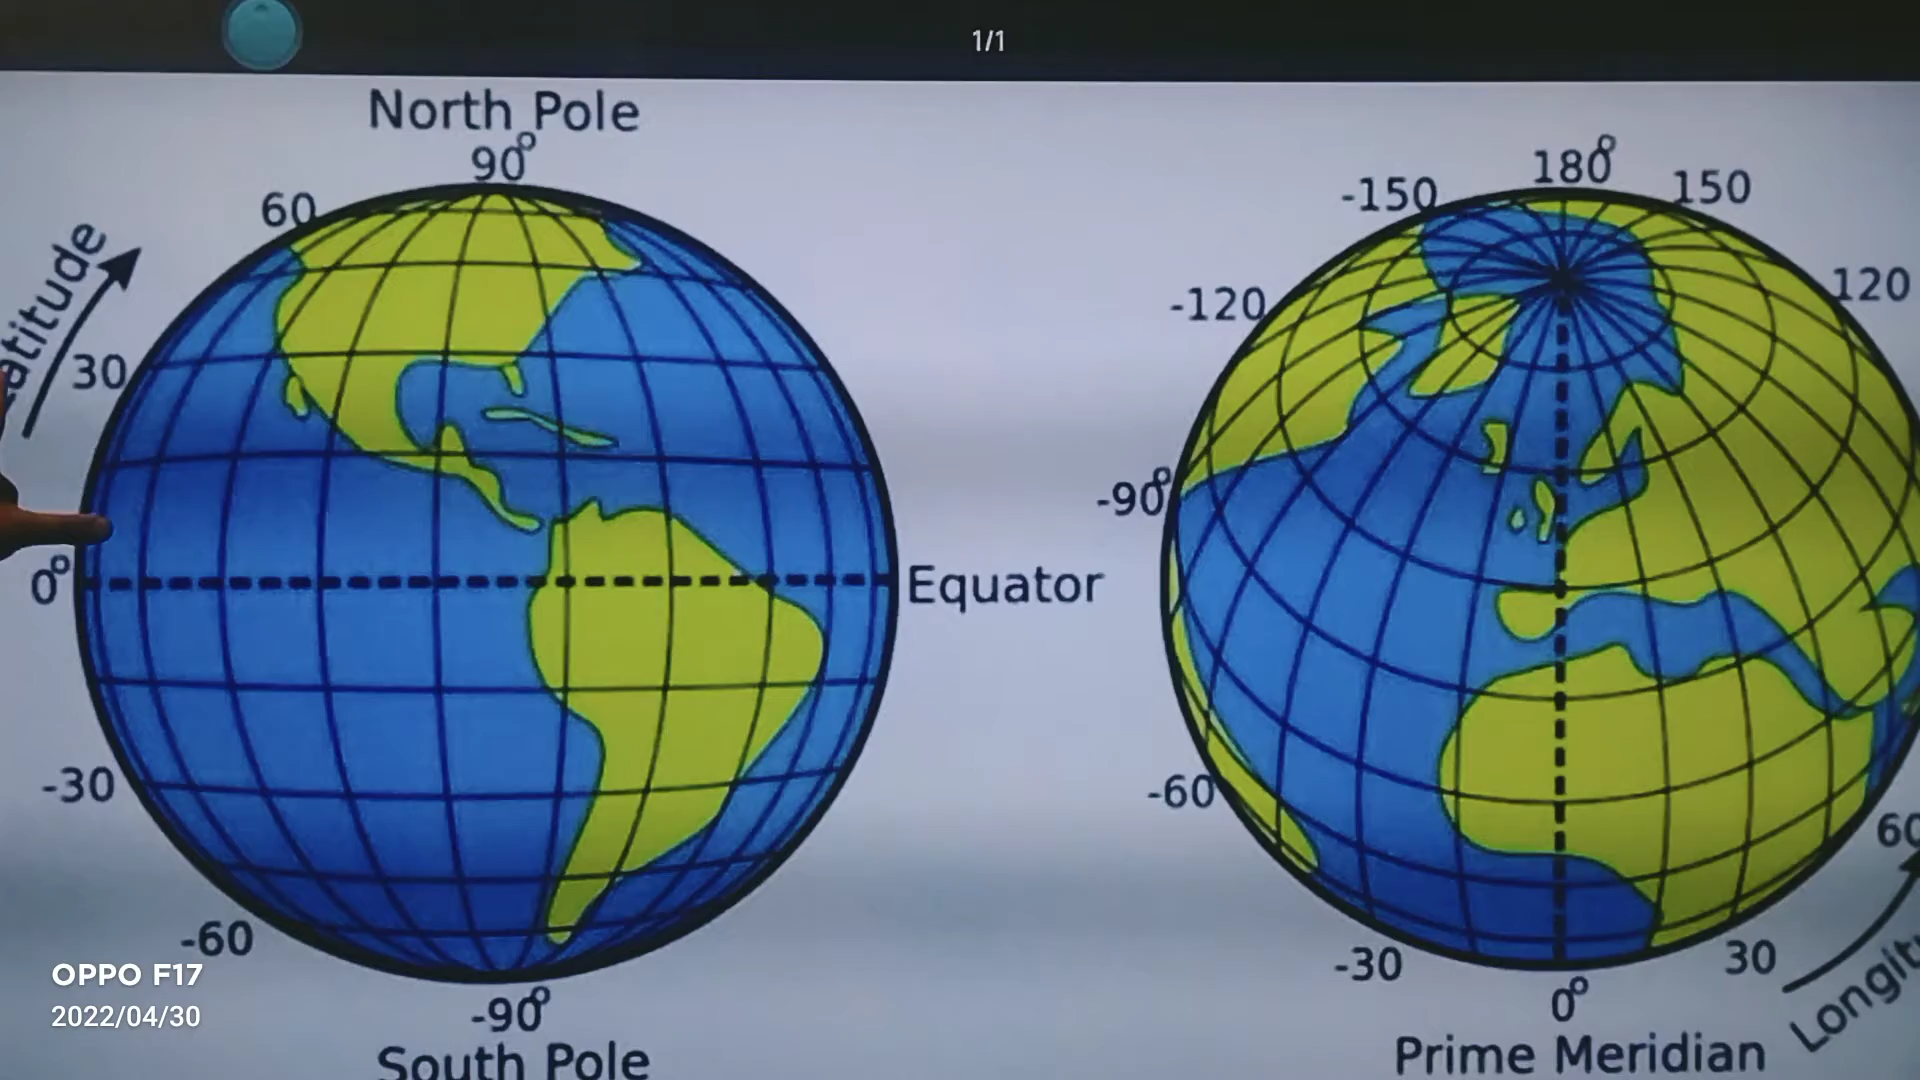 1/1
North Pole
90°
60
atitude
30
0°
Equator
-30
-60
-90°
South Pole
180°
-150
150
-120
120
-90°
-60
60
-30
30
0°
Longit
Prime Meridian
OPPO F17
2022/04/30